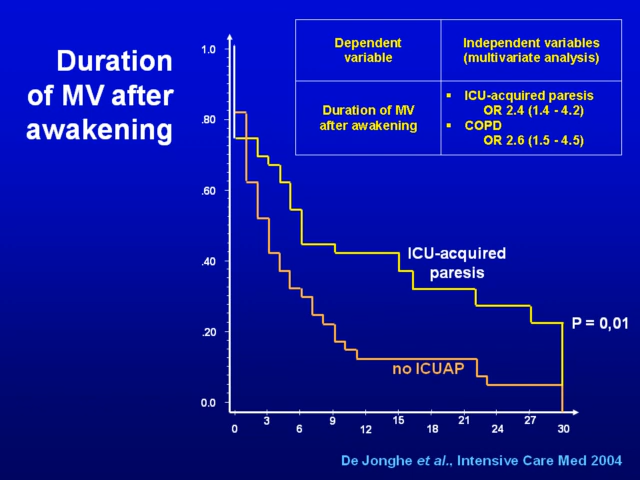 Duration
of MV after
awakening
Dependent
variable
Independent variables
(multivariate analysis)
Duration of MV
after awakening
▪ ICU-acquired paresis
OR 2.4 (1.4 - 4.2)
▪ COPD
OR 2.6 (1.5 - 4.5)
1.0
.80
.60
.40
.20
0.0
ICU-acquired
paresis
P = 0,01
no ICUAP
0 3 6 9 12 15 18 21 24 27 30
De Jonghe et al., Intensive Care Med 2004